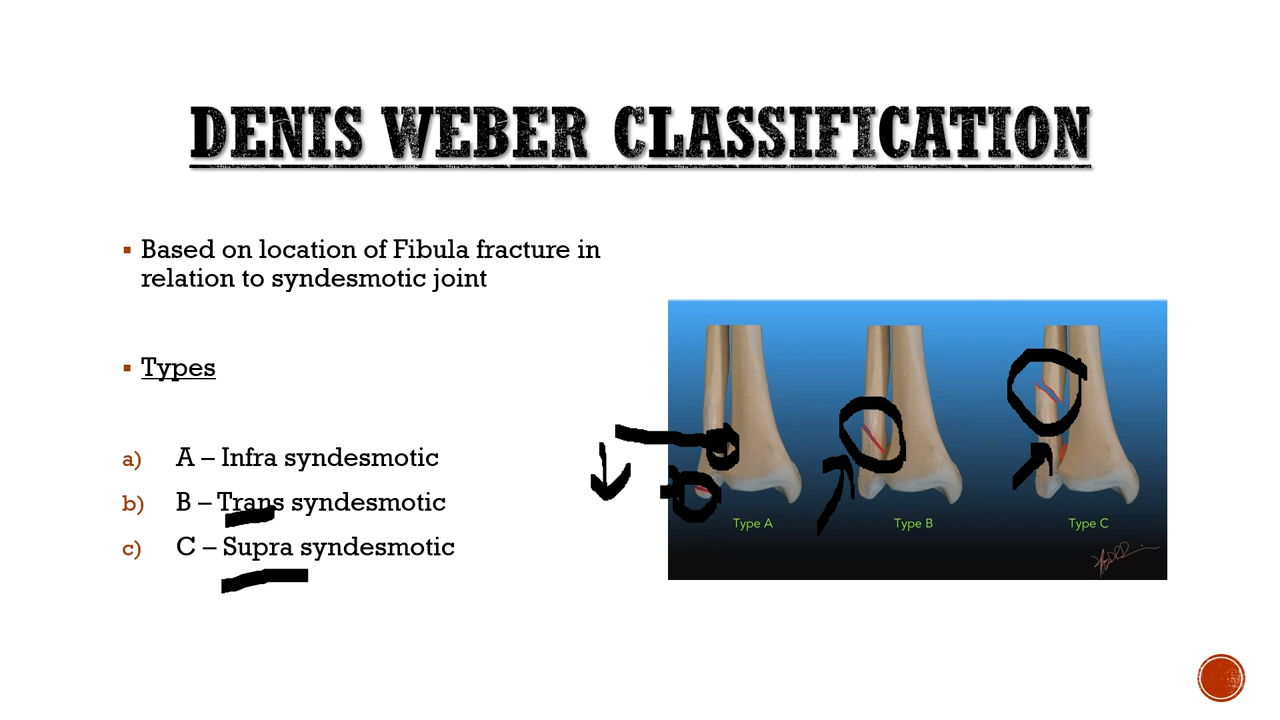 DENIS WEBER CLASSIFICATION
Based on location of Fibula fracture in
relation to syndesmotic joint
Types
a) A – Infra syndesmotic
b) B – Trans syndesmotic
c) C – Supra syndesmotic
Type A
Type B
Type C